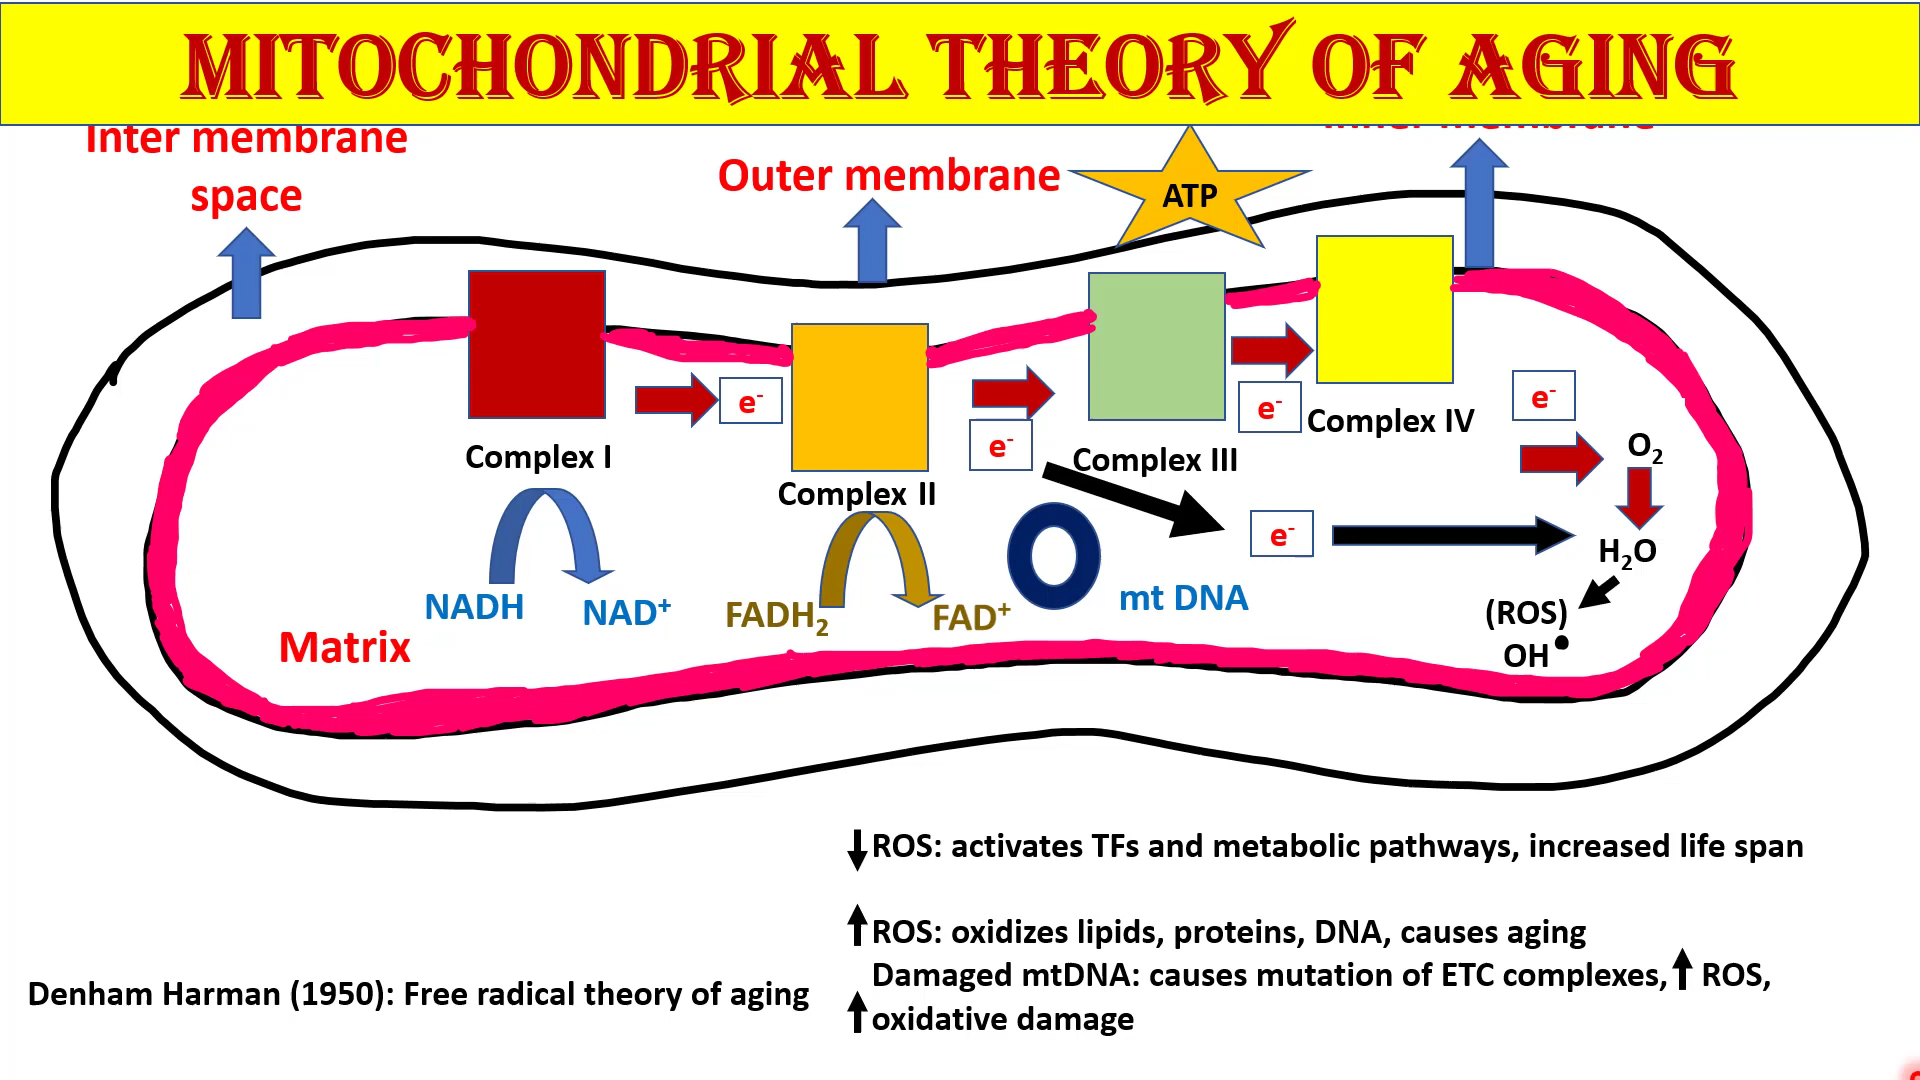 MITOCHONDRIAL THEORY OF AGING
Inter membrane
space
Outer membrane
Inner membrane
ATP
e-
e-
e-
e-
Complex I
Complex II
Complex III
Complex IV
O2
e-
H2O
NADH
NAD+
FADH2
FAD+
mt DNA
(ROS)
OH•
Matrix
↓ROS: activates TFs and metabolic pathways, increased life span
↑ROS: oxidizes lipids, proteins, DNA, causes aging
Damaged mtDNA: causes mutation of ETC complexes,↑ ROS,
↑oxidative damage
Denham Harman (1950): Free radical theory of aging